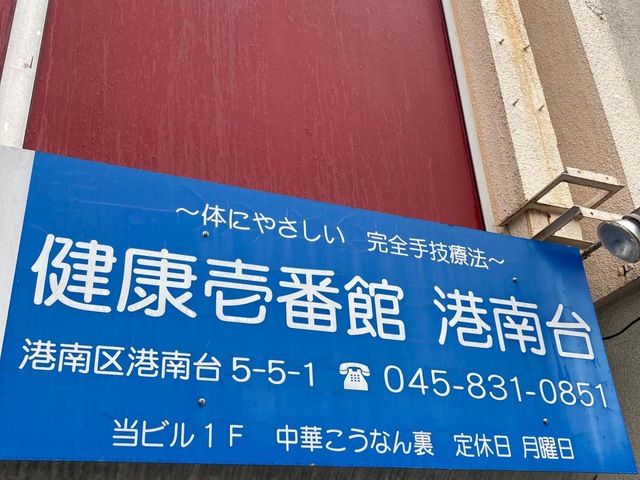 ～体にやさしい 完全手技療法～
健康壱番館 港南台
港南区港南台5-5-1 ☎ 045-831-0851
当ビル1F 中華こうなん裏 定休日 月曜日